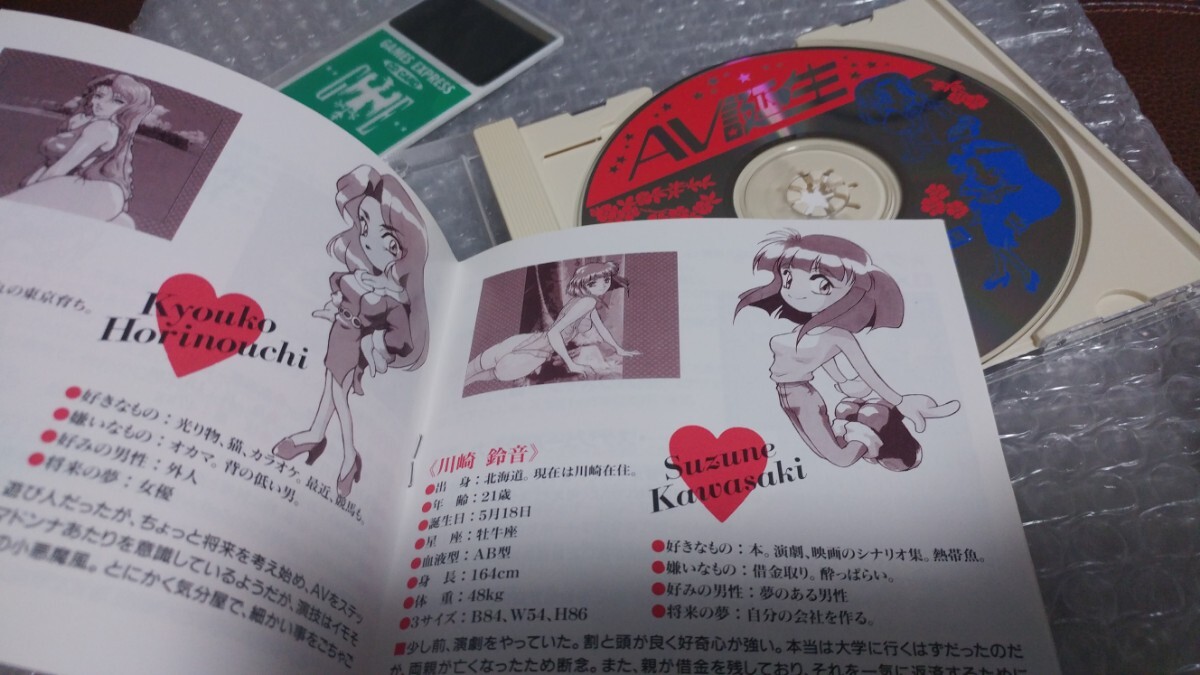 GAMES EXPRESS
AV誕生
れの東京育ち。
Kyouko
Horinouchi
●好きなもの：光り物、猫、カラオケ。最近、競馬も。
●嫌いなもの：オカマ。背の低い男。
●好みの男性：外人
●将来の夢：女優
遊び人だったが、ちょっと将来を考え始め、AVをステッ
マドンナあたりを意識しているようだが、演技はイモそ
の小悪魔風。とにかく気分屋で、細かい事をごちゃご
《川崎 鈴音》
●出　身：北海道。現在は川崎在住。
●年　齢：21歳
●誕生日：5月18日
●星　座：牡牛座
●血液型：AB型
●身　長：164cm
●体　重：48kg
●3サイズ：B84、W54、H86
Suzune
Kawasaki
●好きなもの：本。演劇、映画のシナリオ集。熱帯魚。
●嫌いなもの：借金取り。酔っぱらい。
●好みの男性：夢のある男性
●将来の夢：自分の会社を作る。
■少し前、演劇をやっていた。割と頭が良く好奇心が強い。本当は大学に行くはずだったのだ
が、両親が亡くなったため断念。また、親が借金を残しており、それを一気に返済するために